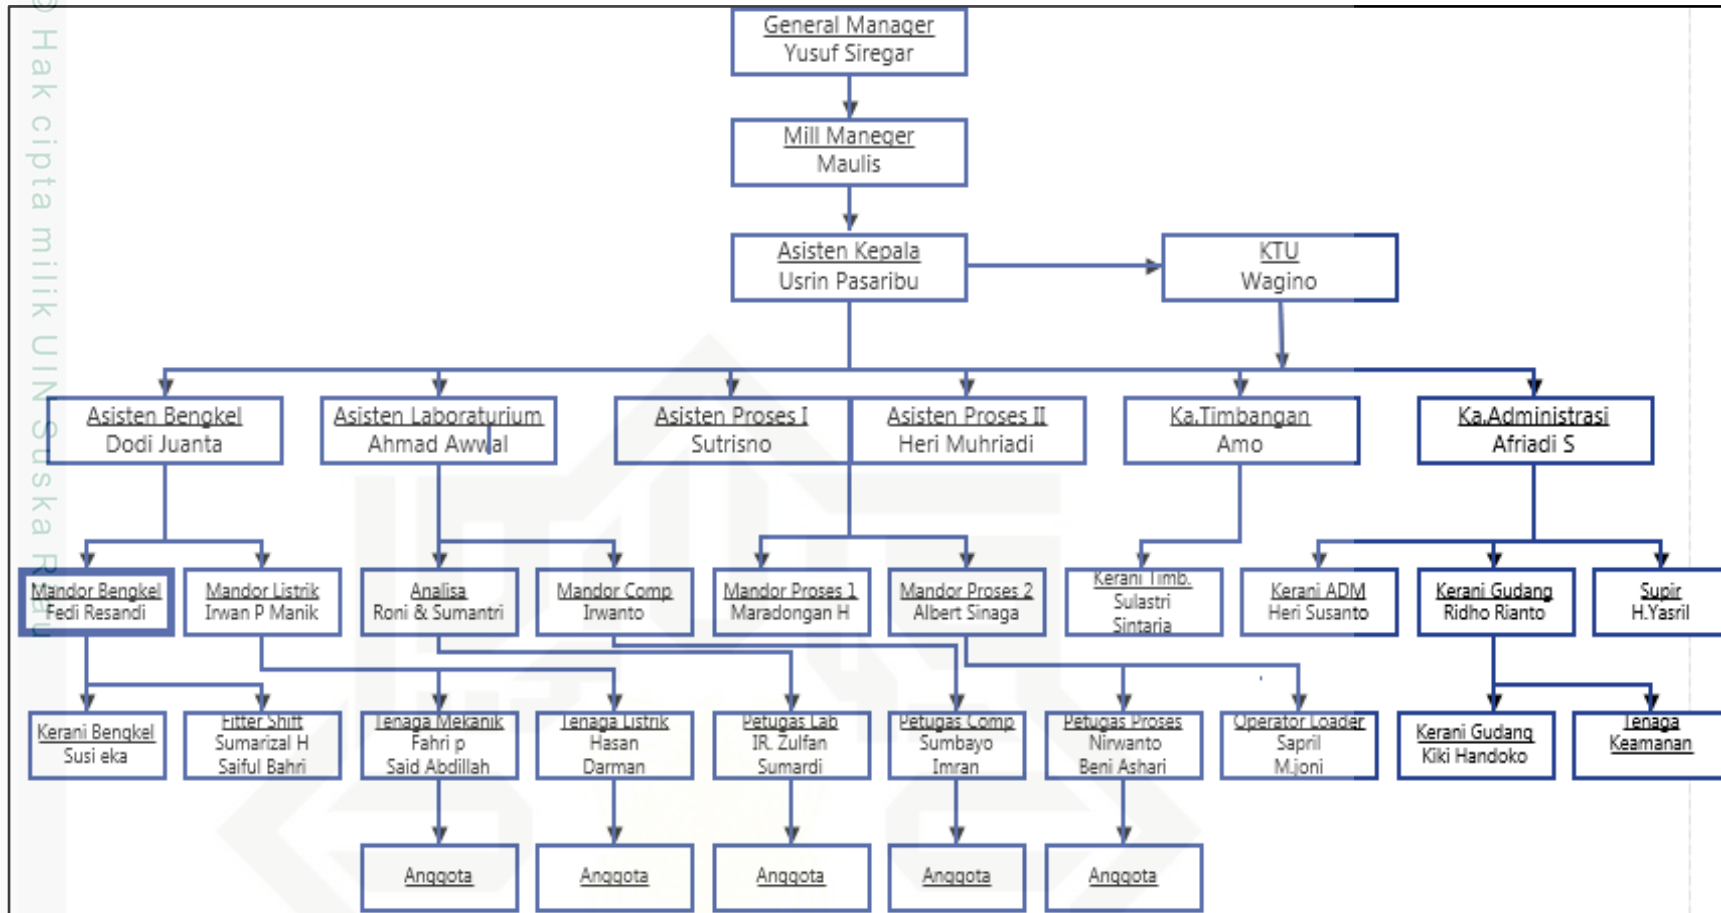 © Hak cipta milik UIN Suska Riau
General Manager
Yusuf Siregar
Mill Maneger
Maulis
Asisten Kepala
Usrin Pasaribu
KTU
Wagino
Asisten Bengkel
Dodi Juanta
Asisten Laboraturium
Ahmad Awwal
Asisten Proses I
Sutrisno
Asisten Proses II
Heri Muhriadi
Ka.Timbangan
Amo
Ka.Administrasi
Afriadi S
Mandor Bengkel
Fedi Resandi
Mandor Listrik
Irwan P Manik
Analisa
Roni & Sumantri
Mandor Comp
Irwanto
Mandor Proses 1
Maradongan H
Mandor Proses 2
Albert Sinaga
Kerani Timb.
Sulastri
Sintaria
Kerani ADM
Heri Susanto
Kerani Gudang
Ridho Rianto
Supir
H.Yasril
Kerani Bengkel
Susi eka
Fitter Shift
Sumarizal H
Saiful Bahri
Tenaga Mekanik
Fahri p
Said Abdillah
Tenaga Listrik
Hasan
Darman
Petugas Lab
IR. Zulfan
Sumardi
Petugas Comp
Sumbayo
Imran
Petugas Proses
Nirwanto
Beni Ashari
Operator Loader
Sapril
M.joni
Kerani Gudang
Kiki Handoko
Tenaga
Keamanan
Anggota
Anggota
Anggota
Anggota
Anggota